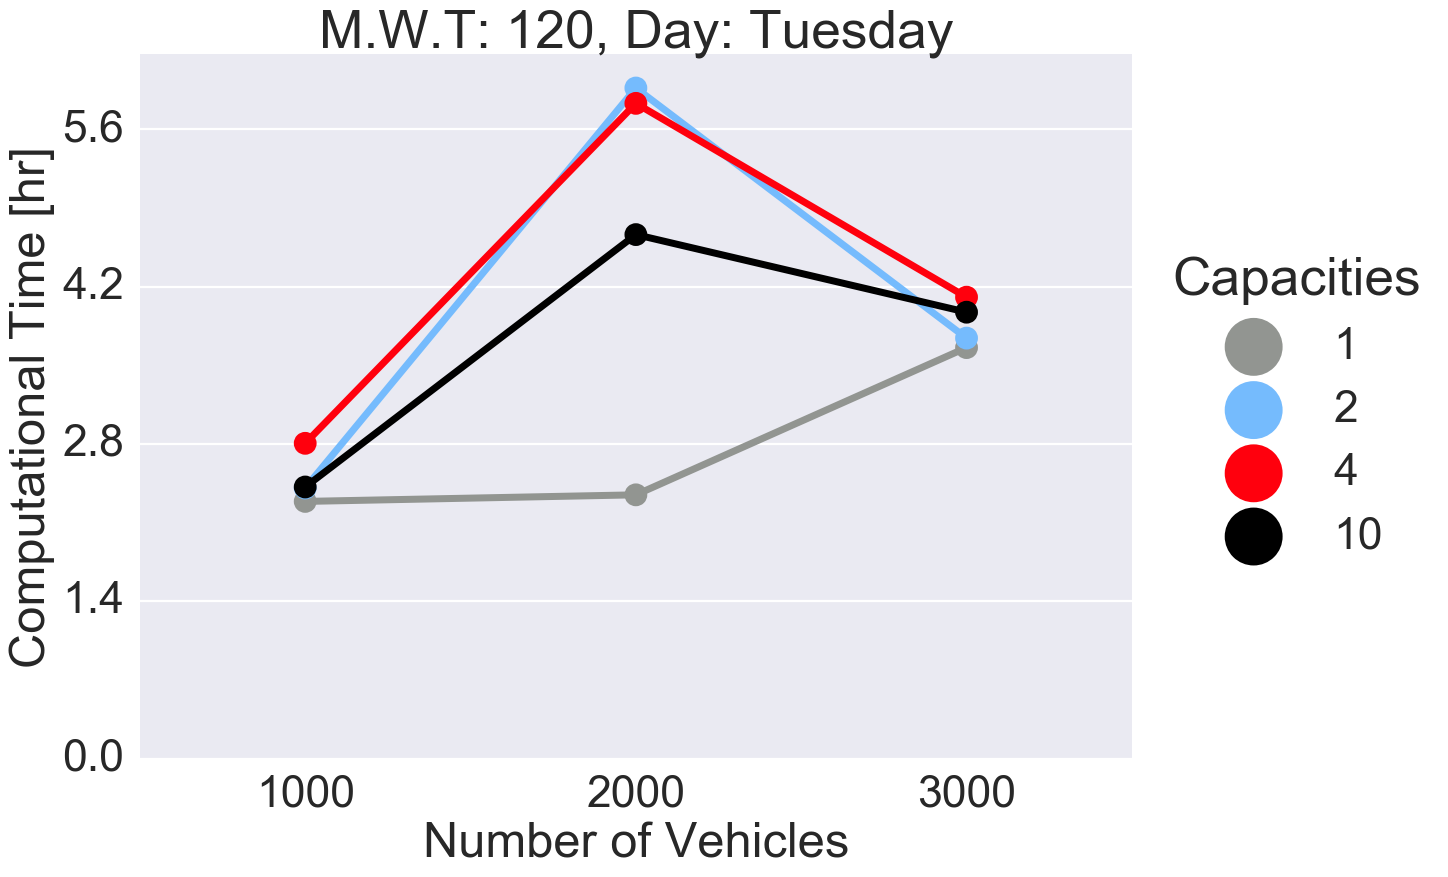 M.W.T: 120, Day: Tuesday
Computational Time [hr]
5.6
4.2
2.8
1.4
0.0
1000 2000 3000
Number of Vehicles
Capacities
1
2
4
10